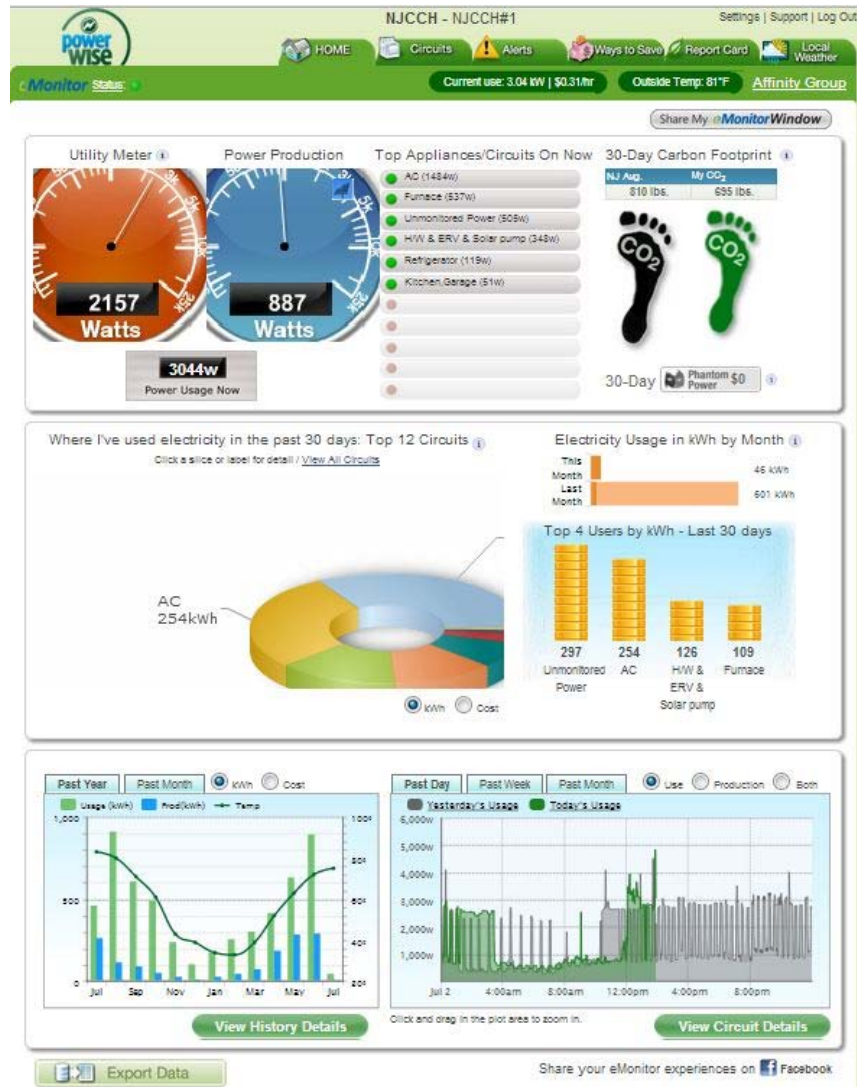 power
wise
NJCCH - NJCCH#1
Settings | Support | Log Out
HOME
Circuits
Alerts
Ways to Save
Report Card
Local
Weather
eMonitor Status:
Current use: 3.04 kW | $0.31/hr
Outside Temp: 81°F
Affinity Group
Share My eMonitorWindow
Utility Meter
2157
Watts
Power Production
887
Watts
3044w
Power Usage Now
Top Appliances/Circuits On Now
AC (1484w)
Furnace (537w)
Unmonitored Power (505w)
H/W & ERV & Solar pump (348w)
Refrigerator (119w)
Kitchen,Garage (51w)
30-Day Carbon Footprint
NJ Aug. My CO2
810 lbs. 695 lbs.
CO2 CO2
30-Day Phantom Power $0
Where I've used electricity in the past 30 days: Top 12 Circuits
Click a slice or label for detail / View All Circuits
AC
254kWh
kWh Cost
Electricity Usage in kWh by Month
This Month 46 kWh
Last Month 601 kWh
Top 4 Users by kWh - Last 30 days
297 254 126 109
Unmonitored AC H/W & Furnace
Power ERV &
Solar pump
Past Year Past Month kWh Cost
Usage (kWh) Prod(kWh) Temp
1,000 100°
80°
500 60°
40°
0 20°
Jul Sep Nov Jan Mar May Jul
View History Details
Past Day Past Week Past Month Use Production Both
Yesterday's Usage Today's Usage
6,000w
5,000w
4,000w
3,000w
2,000w
1,000w
Jul 2 4:00am 8:00am 12:00pm 4:00pm 8:00pm
Click and drag in the plot area to zoom in.
View Circuit Details
Export Data
Share your eMonitor experiences on Facebook